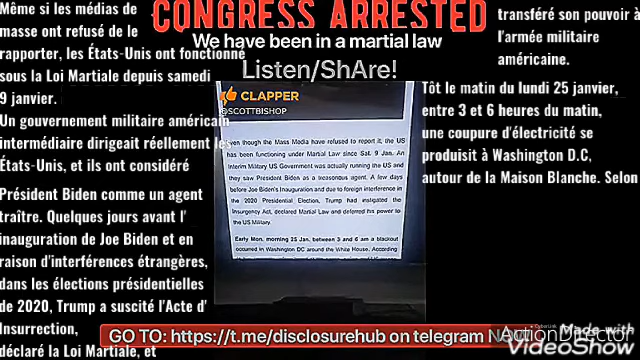 CONGRESS ARRESTED
We have been in a martial law
Listen/ShAre!
Même si les médias de
masse ont refusé de le
rapporter, les États-Unis ont fonctionné
sous la Loi Martiale depuis samedi
9 janvier.
Un gouvernement militaire américain
intermédiaire dirigeait réellement les
États-Unis, et ils ont considéré
Président Biden comme un agent
traître. Quelques jours avant l'
inauguration de Joe Biden et en
raison d'interférences étrangères,
dans les élections présidentielles
de 2020, Trump a suscité l'Acte d'
Insurrection,
déclaré la Loi Martiale, et
CLAPPER
@SCOTTBISHOP
Even though the Mass Media have refused to report it, the US
has been functioning under Martial Law since Sat. 9 Jan. An
Interim Military US Government was actually running the US and
they saw President Biden as a treasonous agent. A few days
before Joe Biden's Inauguration and due to foreign interference in
the 2020 Presidential Election, Trump had instigated the
Insurgency Act, declared Martial Law and deferred his power to
the US Military.
Early Mon. morning 25 Jan. between 3 and 6 am a blackout
occurred in Washington DC around the White House. According
transféré son pouvoir à
l'armée militaire
américaine.
Tôt le matin du lundi 25 janvier,
entre 3 et 6 heures du matin,
une coupure d'électricité se
produisit à Washington D.C,
autour de la Maison Blanche. Selon
GO TO: https://t.me/disclosurehub on telegram
CyberLink
ActionDirector
Made with
VideoShow